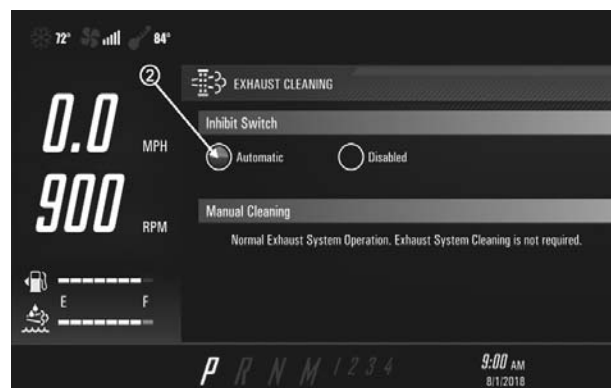 72° 84°
2
EXHAUST CLEANING
Inhibit Switch
0.0 MPH
Automatic Disabled
900 RPM
Manual Cleaning
Normal Exhaust System Operation. Exhaust System Cleaning is not required.
E F
P R N M 1 2 3 4
9:00 AM
8/1/2018